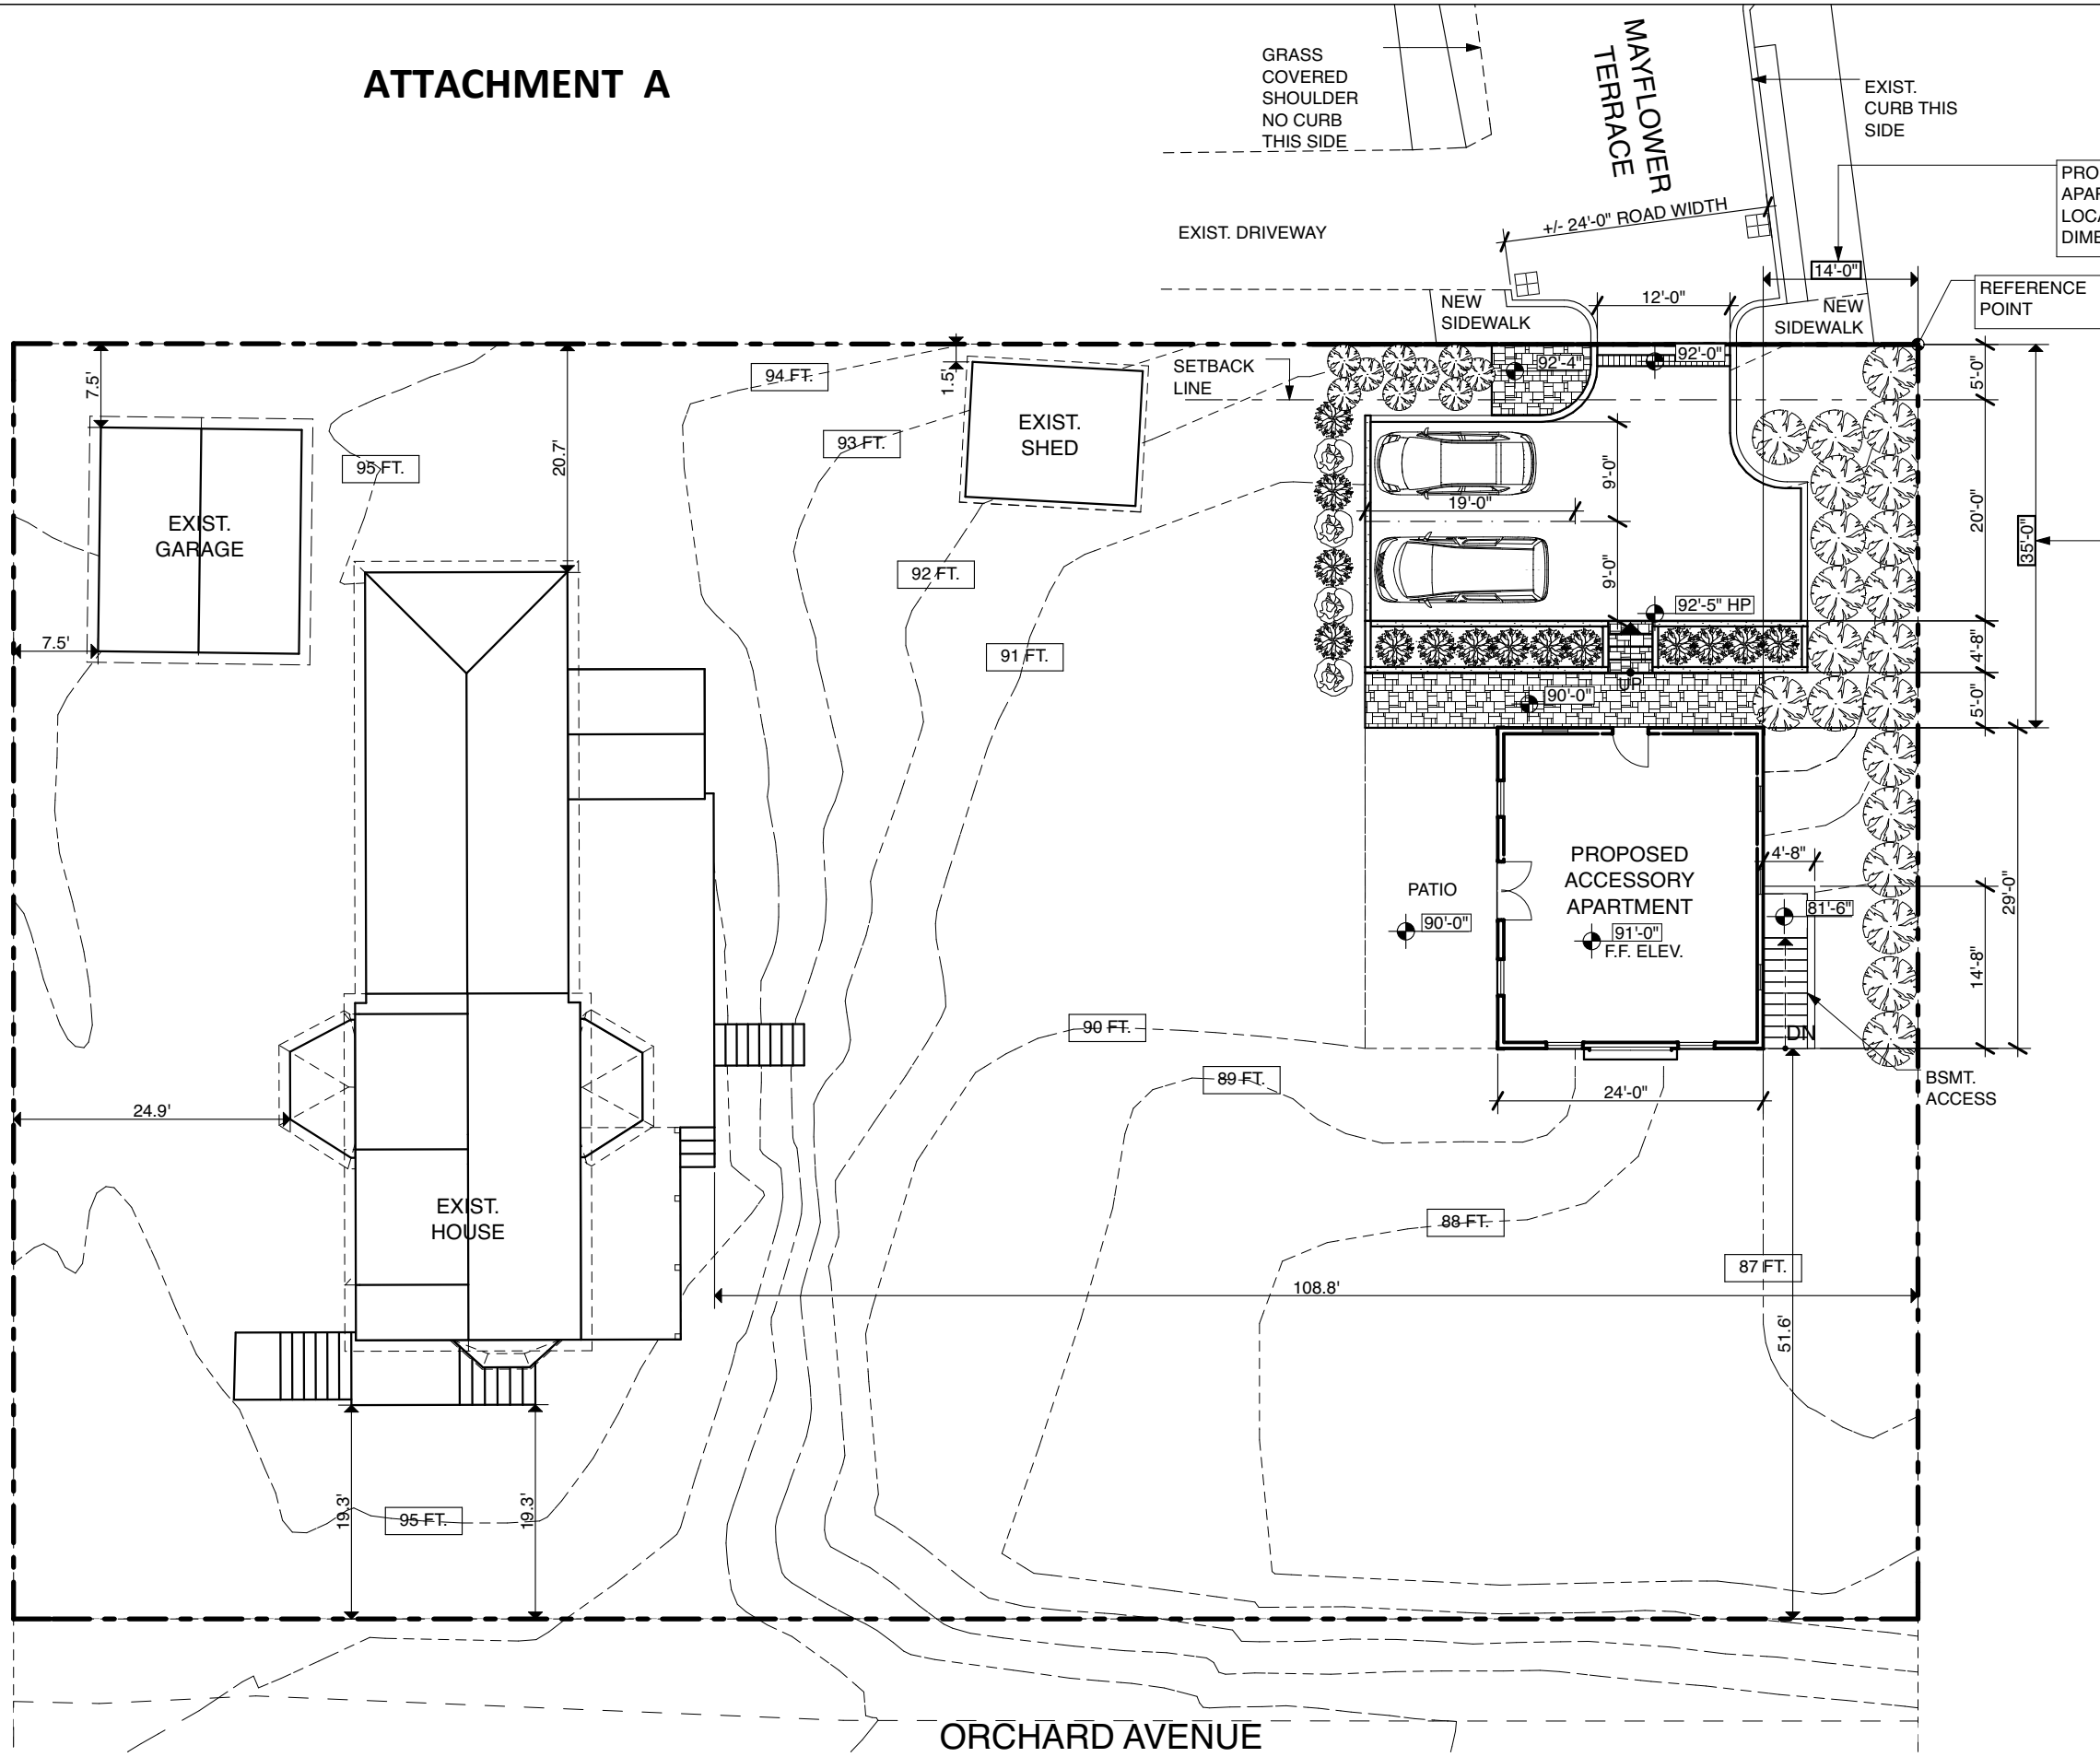 ATTACHMENT A
GRASS
COVERED
SHOULDER
NO CURB
THIS SIDE
MAYFLOWER
TERRACE
EXIST.
CURB THIS
SIDE
EXIST. DRIVEWAY
+/- 24'-0" ROAD WIDTH
14'-0"
REFERENCE
POINT
NEW
SIDEWALK
12'-0"
NEW
SIDEWALK
SETBACK
LINE
92'-4"
92'-0"
5'-0"
7.5'
20.7'
94 FT.
1.5'
EXIST.
SHED
93 FT.
95 FT.
EXIST.
GARAGE
19'-0"
9'-0"
20'-0"
35'-0"
92 FT.
9'-0"
92'-5" HP
7.5'
91 FT.
4'-8"
UP
90'-0"
5'-0"
PROPOSED
ACCESSORY
APARTMENT
91'-0"
F.F. ELEV.
4'-8"
PATIO
90'-0"
81'-6"
29'-0"
14'-8"
DN
90 FT.
89 FT.
24'-0"
BSMT.
ACCESS
24.9'
EXIST.
HOUSE
88 FT.
87 FT.
108.8'
51.6'
19.3'
95 FT.
19.3'
ORCHARD AVENUE